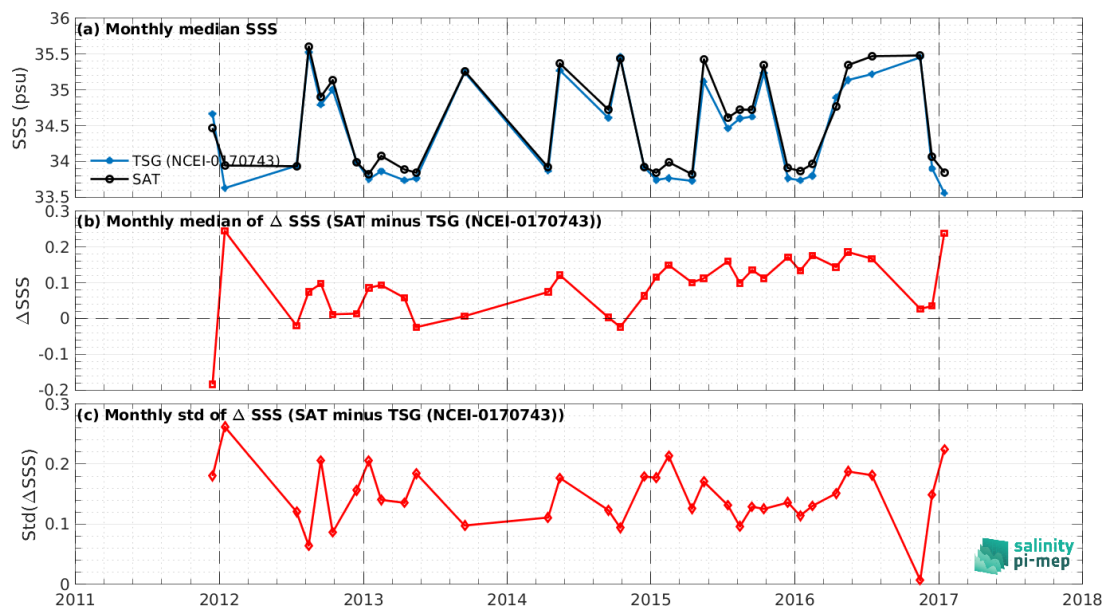 (a) Monthly median SSS
SSS (psu)
36
35.5
35
34.5
34
33.5
TSG (NCEI-0170743)
SAT
(b) Monthly median of Δ SSS (SAT minus TSG (NCEI-0170743))
ΔSSS
0.3
0.2
0.1
0
-0.1
-0.2
(c) Monthly std of Δ SSS (SAT minus TSG (NCEI-0170743))
Std(ΔSSS)
0.3
0.2
0.1
0
2011 2012 2013 2014 2015 2016 2017 2018
salinity
pi-mep